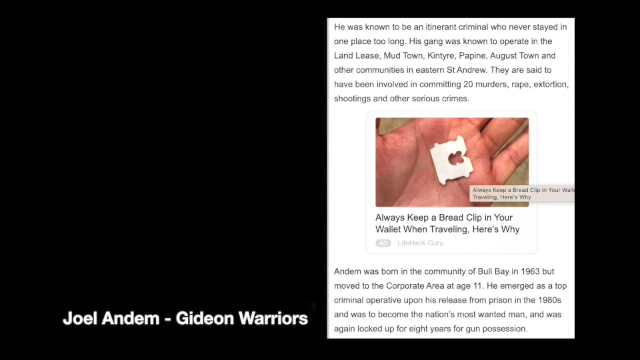 He was known to be an itinerant criminal who never stayed in
one place too long. His gang was known to operate in the
Land Lease, Mud Town, Kintyre, Papine, August Town and
other communities in eastern St Andrew. They are said to
have been involved in committing 20 murders, rape, extortion,
shootings and other serious crimes.
Always Keep a Bread Clip in Your
Traveling, Here's Why
Always Keep a Bread Clip in Your
Wallet When Traveling, Here's Why
AD LifeHack Guru
Andem was born in the community of Bull Bay in 1963 but
moved to the Corporate Area at age 11. He emerged as a top
criminal operative upon his release from prison in the 1980s
and was to become the nation's most wanted man, and was
again locked up for eight years for gun possession.
Joel Andem - Gideon Warriors